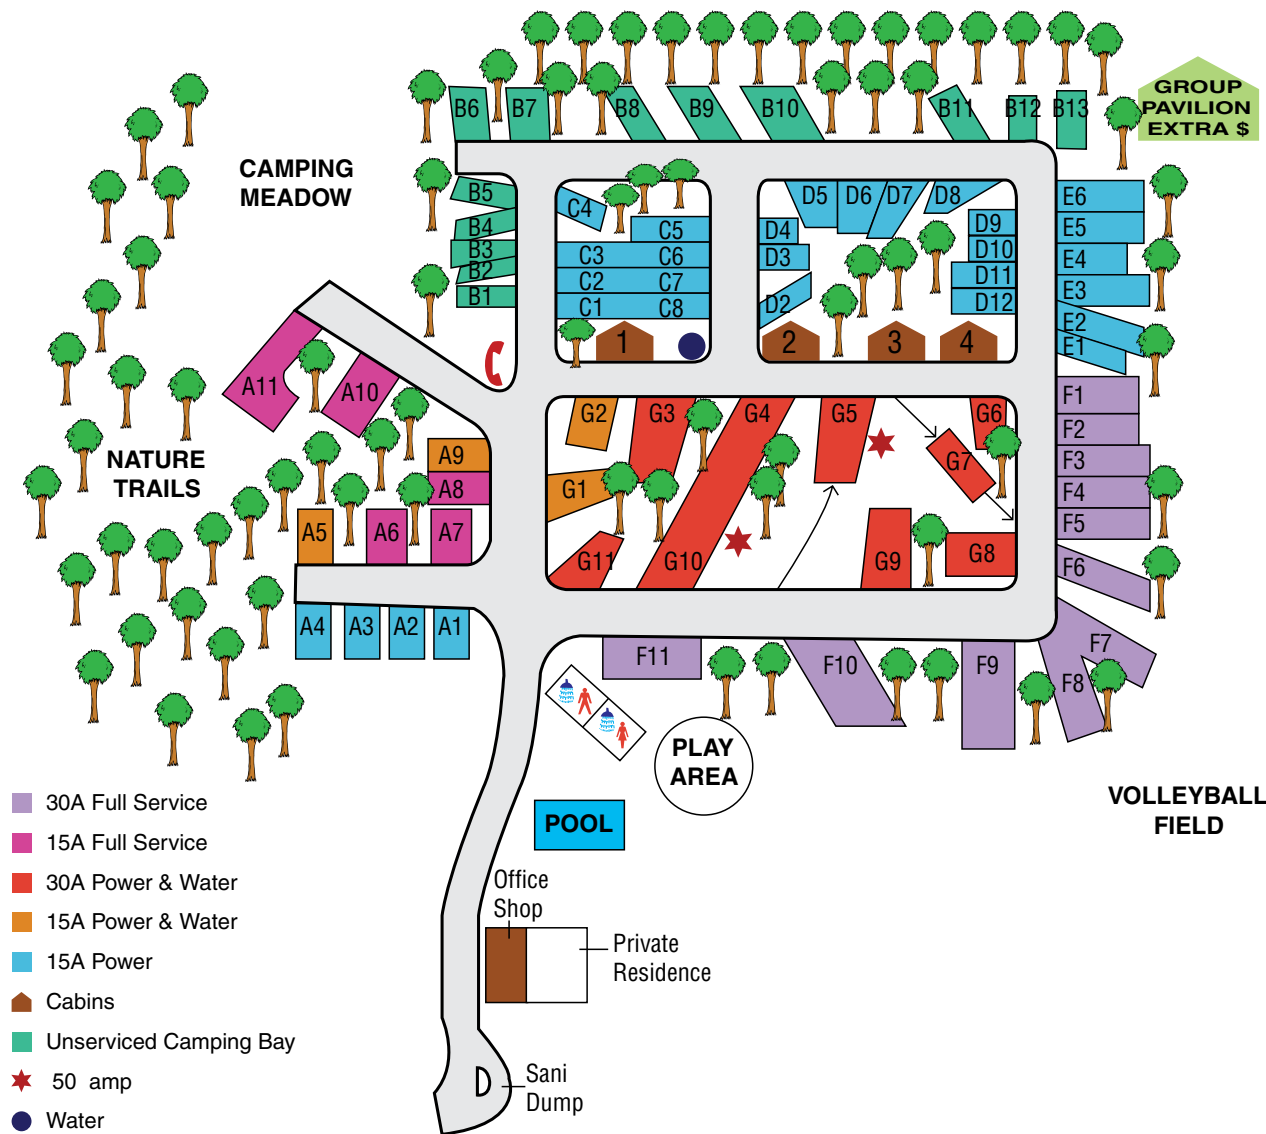 GROUP
PAVILION
EXTRA $
B6
B7
B8
B9
B10
B11
B12
B13
CAMPING
MEADOW
B5
B4
B3
B2
B1
C4
C5
C3
C6
C2
C7
C1
C8
D5
D6
D7
D8
D4
D3
D2
D9
D10
D11
D12
E6
E5
E4
E3
E2
E1
1
2
3
4
A11
A10
A9
A8
A5
A6
A7
NATURE
TRAILS
G2
G3
G4
G5
G6
G7
G1
G11
G10
G9
G8
F1
F2
F3
F4
F5
F6
F7
F8
F9
F10
F11
A4
A3
A2
A1
PLAY
AREA
VOLLEYBALL
FIELD
POOL
Office
Shop
Private
Residence
Sani
Dump
30A Full Service
15A Full Service
30A Power & Water
15A Power & Water
15A Power
Cabins
Unserviced Camping Bay
50 amp
Water